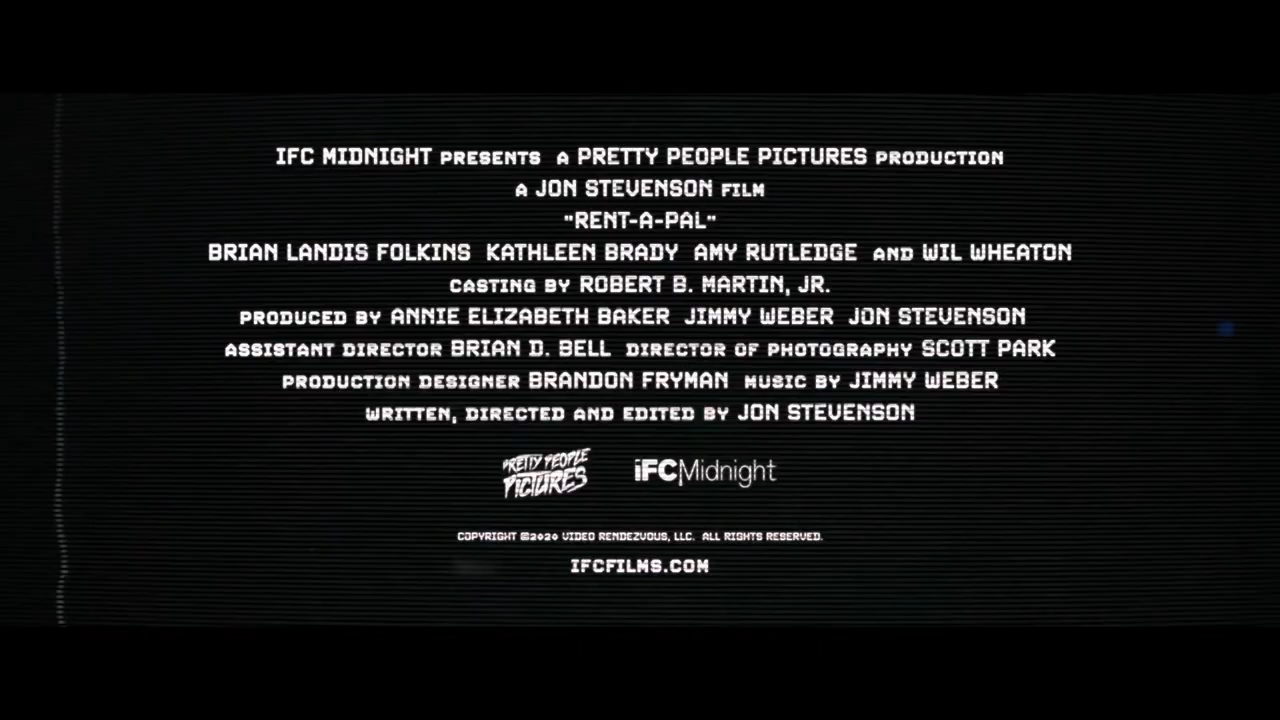 IFC MIDNIGHT PRESENTS A PRETTY PEOPLE PICTURES PRODUCTION
A JON STEVENSON FILM
"RENT-A-PAL"
BRIAN LANDIS FOLKINS KATHLEEN BRADY AMY RUTLEDGE AND WIL WHEATON
CASTING BY ROBERT B. MARTIN, JR.
PRODUCED BY ANNIE ELIZABETH BAKER JIMMY WEBER JON STEVENSON
ASSISTANT DIRECTOR BRIAN D. BELL DIRECTOR OF PHOTOGRAPHY SCOTT PARK
PRODUCTION DESIGNER BRANDON FRYMAN MUSIC BY JIMMY WEBER
WRITTEN, DIRECTED AND EDITED BY JON STEVENSON
PRETTY PEOPLE PICTURES iFC Midnight
COPYRIGHT ©2020 VIDEO RENDEZVOUS, LLC. ALL RIGHTS RESERVED.
IFCFILMS.COM